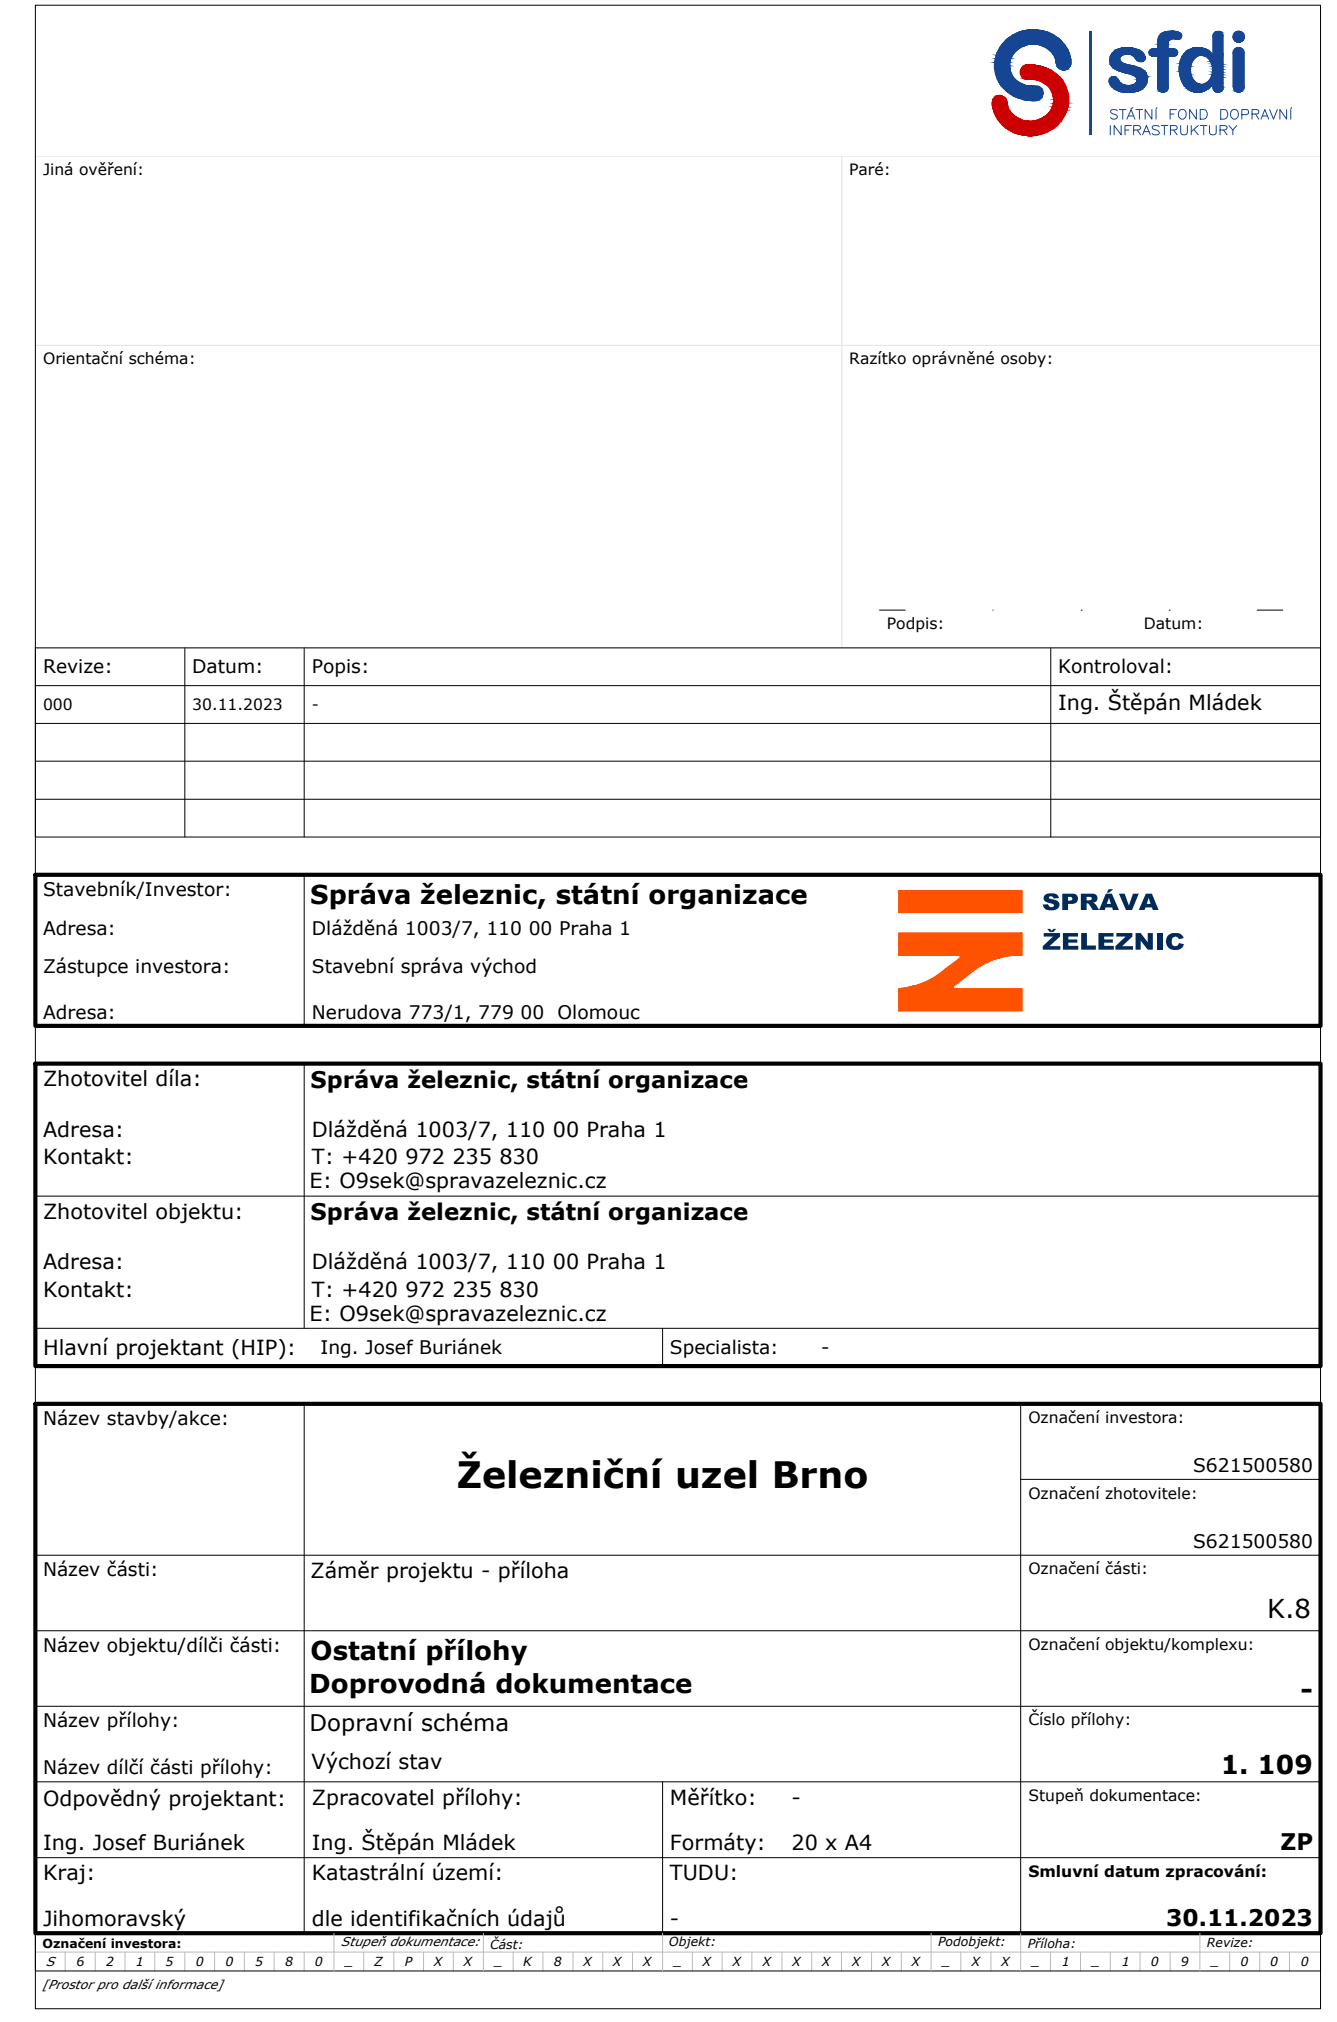 sfdi
STÁTNÍ FOND DOPRAVNÍ
INFRASTRUKTURY
Jiná ověření:
Paré:
Orientační schéma:
Razítko oprávněné osoby:
Podpis: Datum:
Revize: Datum: Popis: Kontroloval:
000 30.11.2023 - Ing. Štěpán Mládek
Stavebník/Investor: Správa železnic, státní organizace
Adresa: Dlážděná 1003/7, 110 00 Praha 1
Zástupce investora: Stavební správa východ
Adresa: Nerudova 773/1, 779 00 Olomouc
SPRÁVA
ŽELEZNIC
Zhotovitel díla: Správa železnic, státní organizace
Adresa: Dlážděná 1003/7, 110 00 Praha 1
Kontakt: T: +420 972 235 830
E: O9sek@spravazeleznic.cz
Zhotovitel objektu: Správa železnic, státní organizace
Adresa: Dlážděná 1003/7, 110 00 Praha 1
Kontakt: T: +420 972 235 830
E: O9sek@spravazeleznic.cz
Hlavní projektant (HIP): Ing. Josef Buriánek Specialista: -
Název stavby/akce: Železniční uzel Brno
Označení investora:
S621500580
Označení zhotovitele:
S621500580
Název části: Záměr projektu - příloha
Označení části:
K.8
Název objektu/dílči části: Ostatní přílohy
Doprovodná dokumentace
Označení objektu/komplexu:
-
Název přílohy: Dopravní schéma
Název dílčí části přílohy: Výchozí stav
Číslo přílohy:
1. 109
Odpovědný projektant: Zpracovatel přílohy: Měřítko: - Stupeň dokumentace:
Ing. Josef Buriánek Ing. Štěpán Mládek Formáty: 20 x A4 ZP
Kraj: Katastrální území: TUDU: Smluvní datum zpracování:
Jihomoravský dle identifikačních údajů - 30.11.2023
Označení investora: Stupeň dokumentace: Část: Objekt: Podobjekt: Příloha: Revize:
S 6 2 1 5 0 0 5 8 0 _ Z P X X _ K 8 X X X _ X X X X X X X X _ X X _ 1 _ 1 0 9 _ 0 0 0
[Prostor pro další informace]